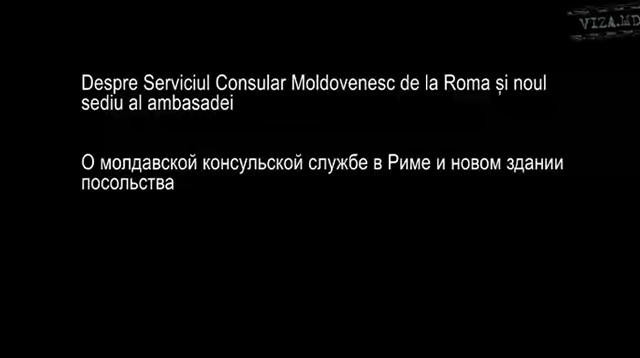 VIZA.MD
Despre Serviciul Consular Moldovenesc de la Roma și noul
sediu al ambasadei
О молдавской консульской службе в Риме и новом здании
посольства